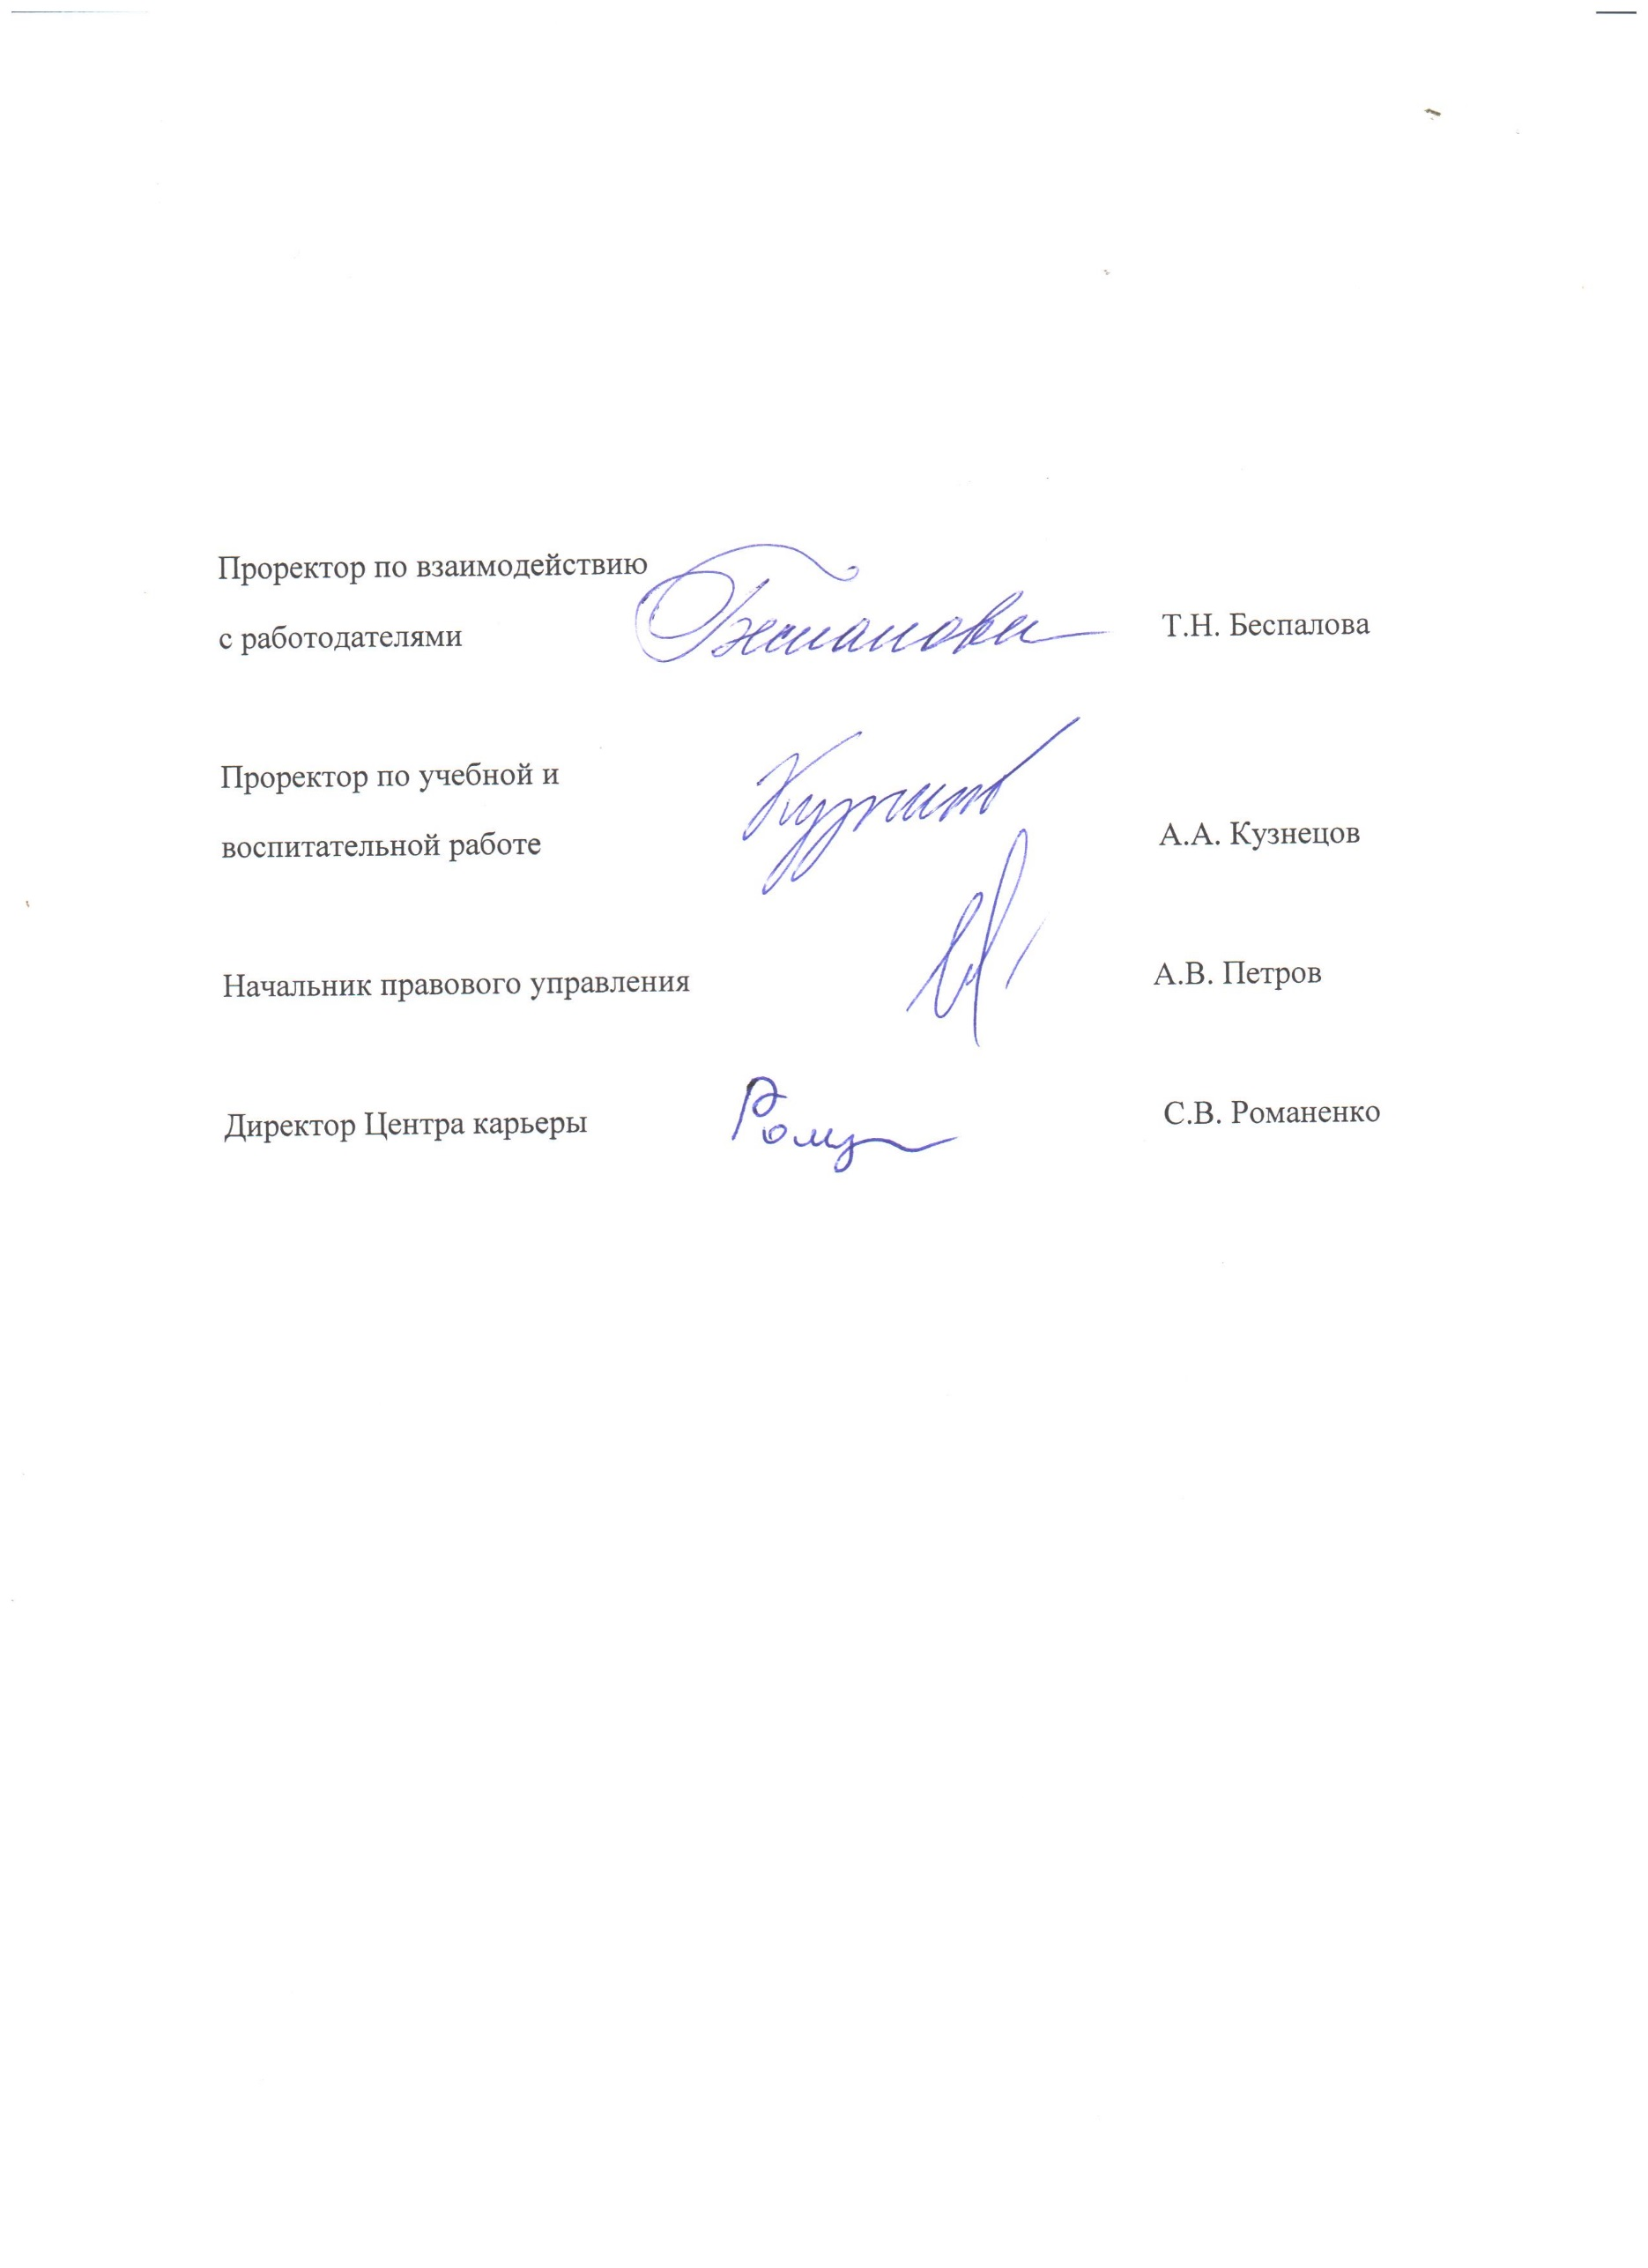 Проректор по взаимодействию
с работодателями Т.Н. Беспалова
Проректор по учебной и
воспитательной работе А.А. Кузнецов
Начальник правового управления А.В. Петров
Директор Центра карьеры С.В. Романенко